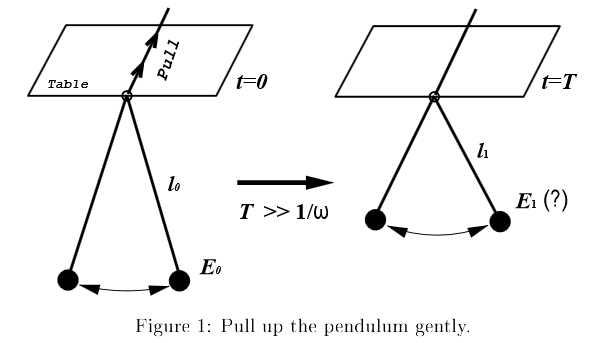 Pull
Table
t=0
t=T
l₀
l₁
T >> 1/ω
E₀
E₁ (?)
Figure 1: Pull up the pendulum gently.